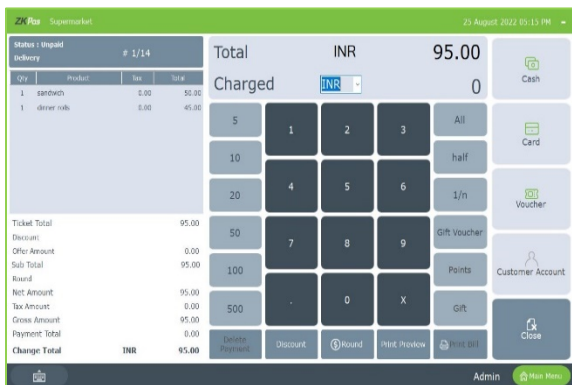 ZKPos Supermarket 25 August 2022 05:15 PM
Status : Unpaid
Delivery
# 1/14
Qty Product Tax Total
1 sandwich 0.00 50.00
1 dinner rolls 0.00 45.00
Ticket Total 95.00
Discount
Offer Amount 0.00
Sub Total 95.00
Round
Net Amount 95.00
Tax Amount 0.00
Gross Amount 95.00
Payment Total 0.00
Change Total INR 95.00
Total INR 95.00
Charged INR 0
5 1 2 3 All
10 half
20 4 5 6 1/n
50 7 8 9 Gift Voucher
100 Points
500 . 0 X Gift
Delete Payment Discount Round Print Preview Print Bill
Cash
Card
Voucher
Customer Account
Close
Admin Main Menu